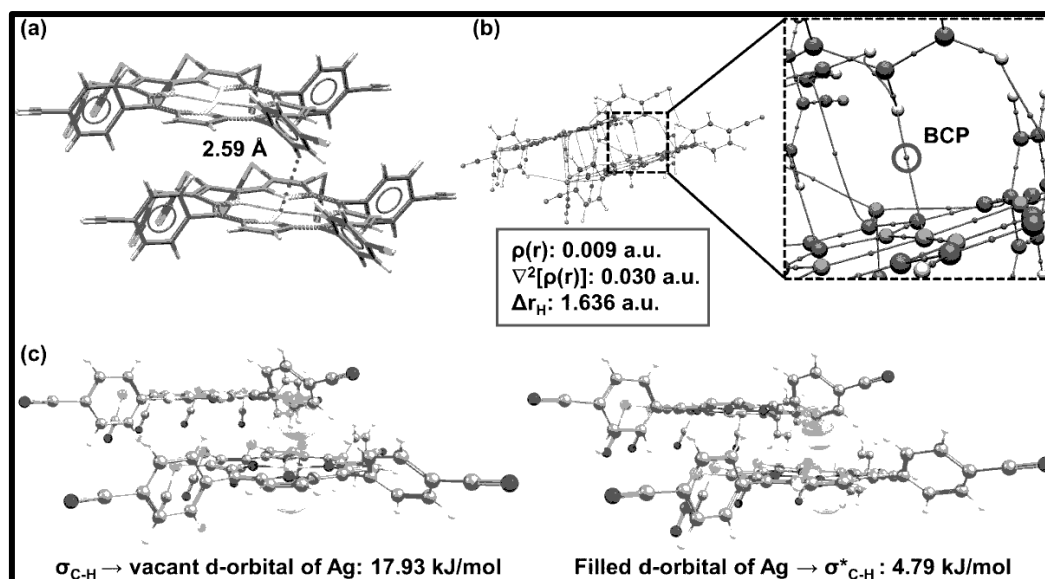 (a)
2.59 Å
(b)
BCP
ρ(r): 0.009 a.u.
∇²[ρ(r)]: 0.030 a.u.
Δr_H: 1.636 a.u.
(c)
σ_C-H → vacant d-orbital of Ag: 17.93 kJ/mol
Filled d-orbital of Ag → σ*_C-H : 4.79 kJ/mol